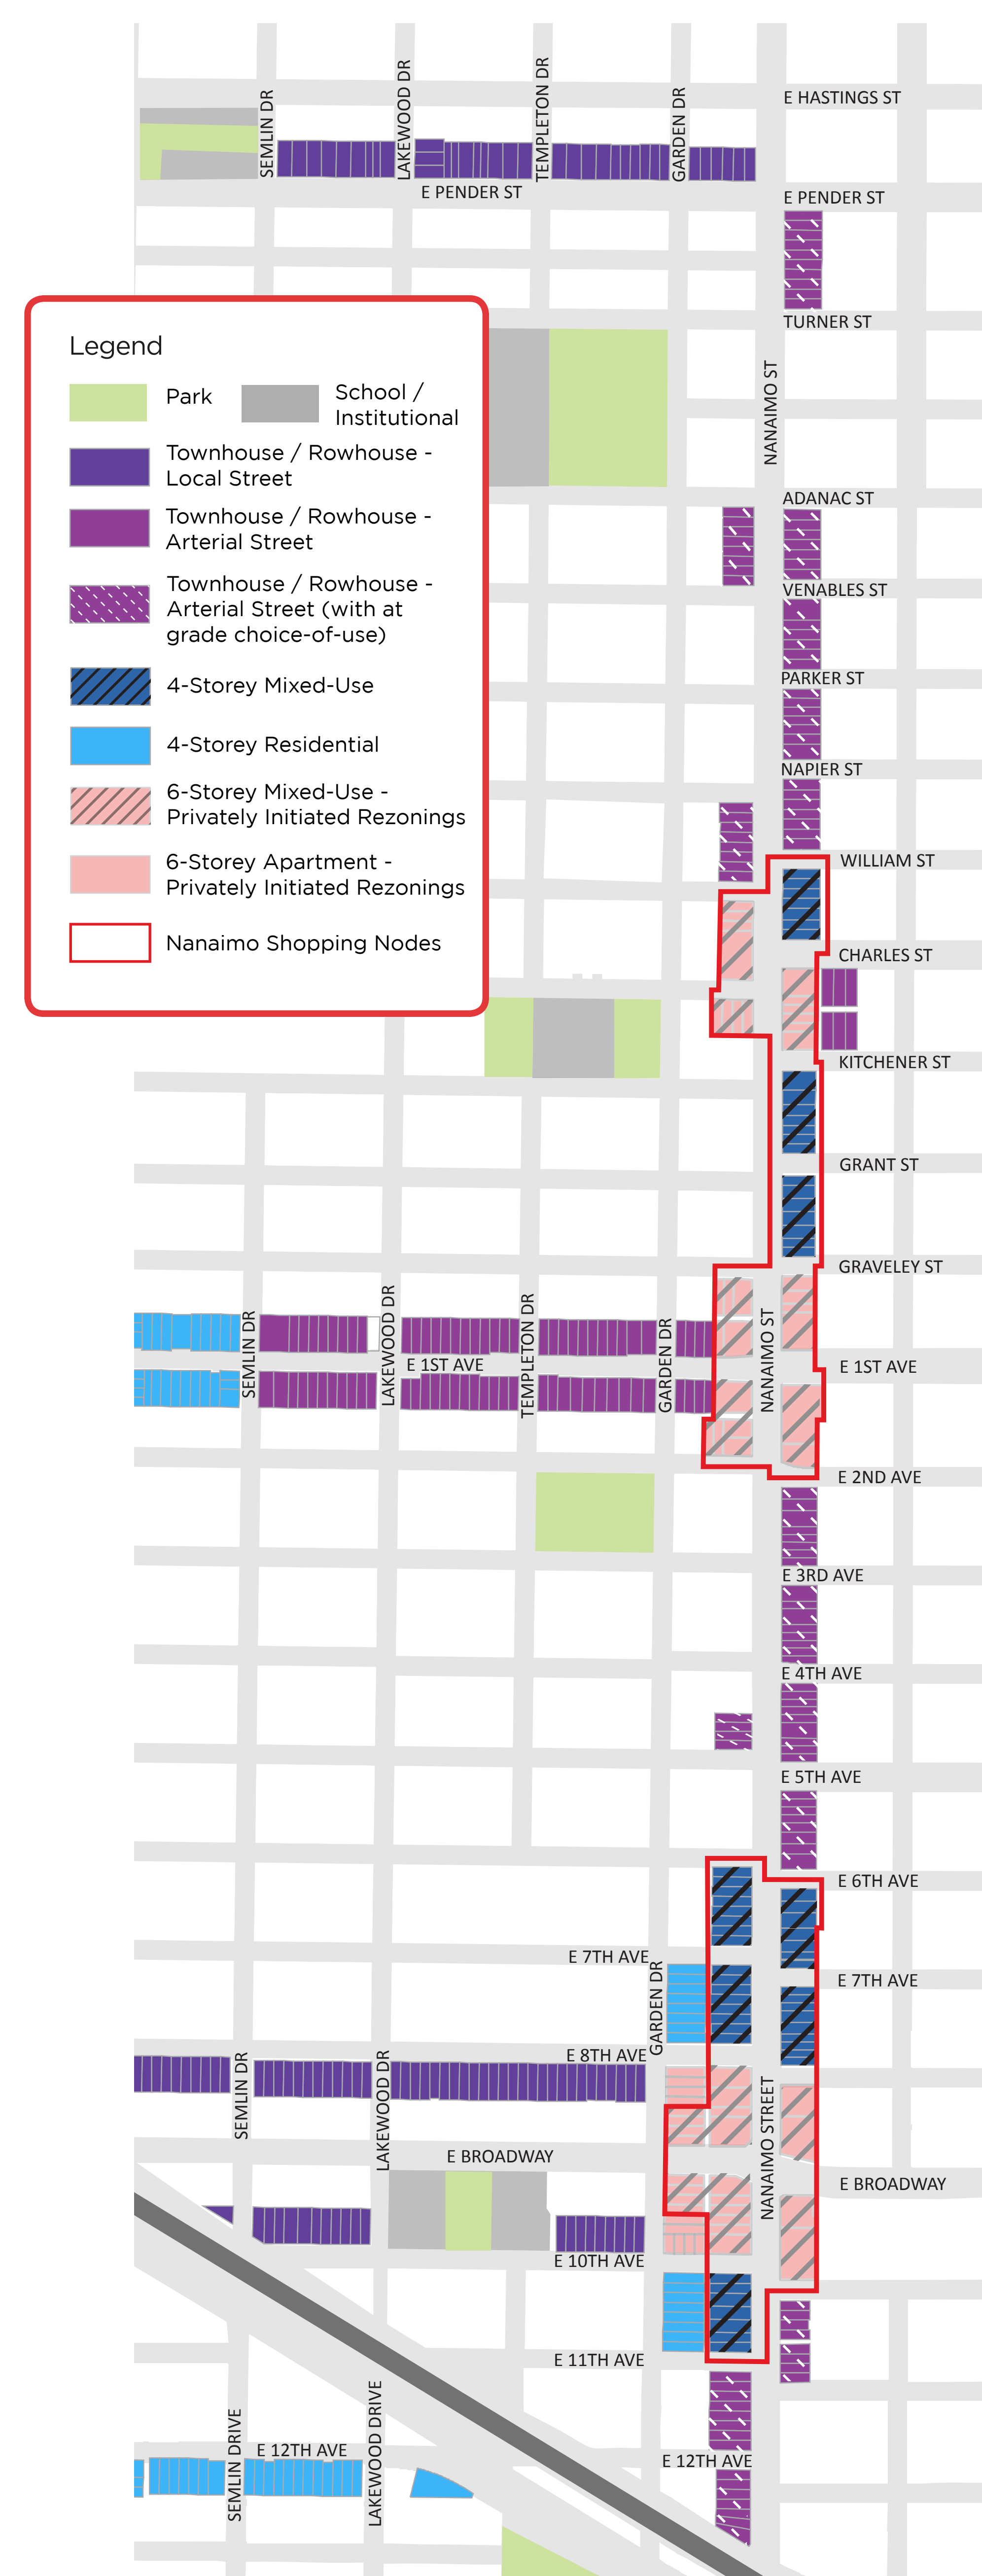 SEMLIN DR
LAKEWOOD DR
TEMPLETON DR
GARDEN DR
E HASTINGS ST
E PENDER ST
E PENDER ST
TURNER ST
NANAIMO ST
Legend
Park
School /
Institutional
Townhouse / Rowhouse -
Local Street
Townhouse / Rowhouse -
Arterial Street
Townhouse / Rowhouse -
Arterial Street (with at
grade choice-of-use)
4-Storey Mixed-Use
4-Storey Residential
6-Storey Mixed-Use -
Privately Initiated Rezonings
6-Storey Apartment -
Privately Initiated Rezonings
Nanaimo Shopping Nodes
ADANAC ST
VENABLES ST
PARKER ST
NAPIER ST
WILLIAM ST
CHARLES ST
KITCHENER ST
GRANT ST
GRAVELEY ST
SEMLIN DR
LAKEWOOD DR
E 1ST AVE
TEMPLETON DR
GARDEN DR
NANAIMO ST
E 1ST AVE
E 2ND AVE
E 3RD AVE
E 4TH AVE
E 5TH AVE
E 6TH AVE
E 7TH AVE
E 7TH AVE
GARDEN DR
E 8TH AVE
SEMLIN DR
LAKEWOOD DR
NANAIMO STREET
E BROADWAY
E BROADWAY
E 10TH AVE
E 11TH AVE
SEMLIN DRIVE
E 12TH AVE
LAKEWOOD DRIVE
E 12TH AVE